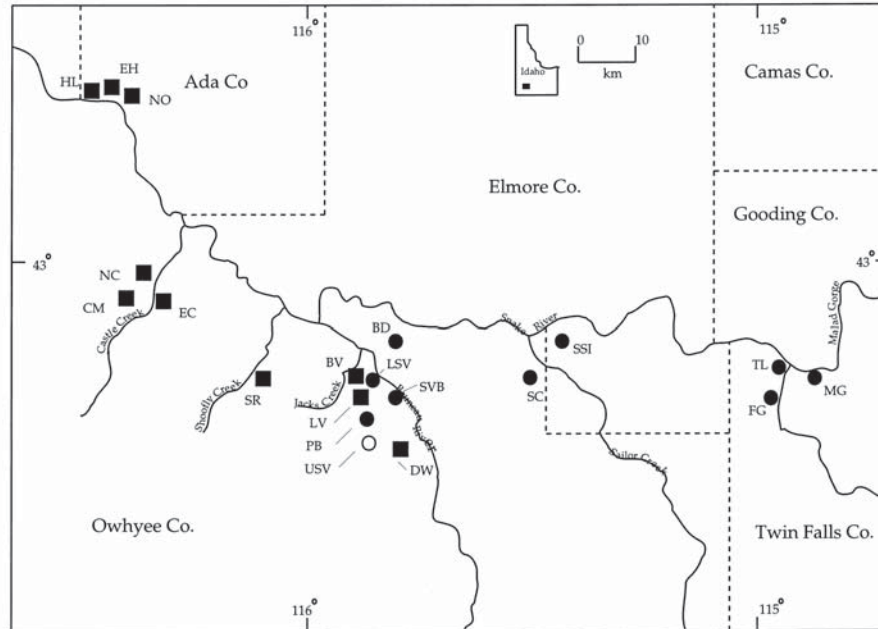 116°
115°
EH
HL
NO
Ada Co
0 10
km
Idaho
Camas Co.
Elmore Co.
Gooding Co.
43°
43°
NC
CM
EC
Castle Creek
Snake River
Malad Gorge
BD
SSI
BV
LSV
TL
MG
SR
Shoofly Creek
Jacks Creek
SVB
SC
FG
LV
Bruneau River
PB
USV
DW
Sailor Creek
Owhyee Co.
Twin Falls Co.
116°
115°